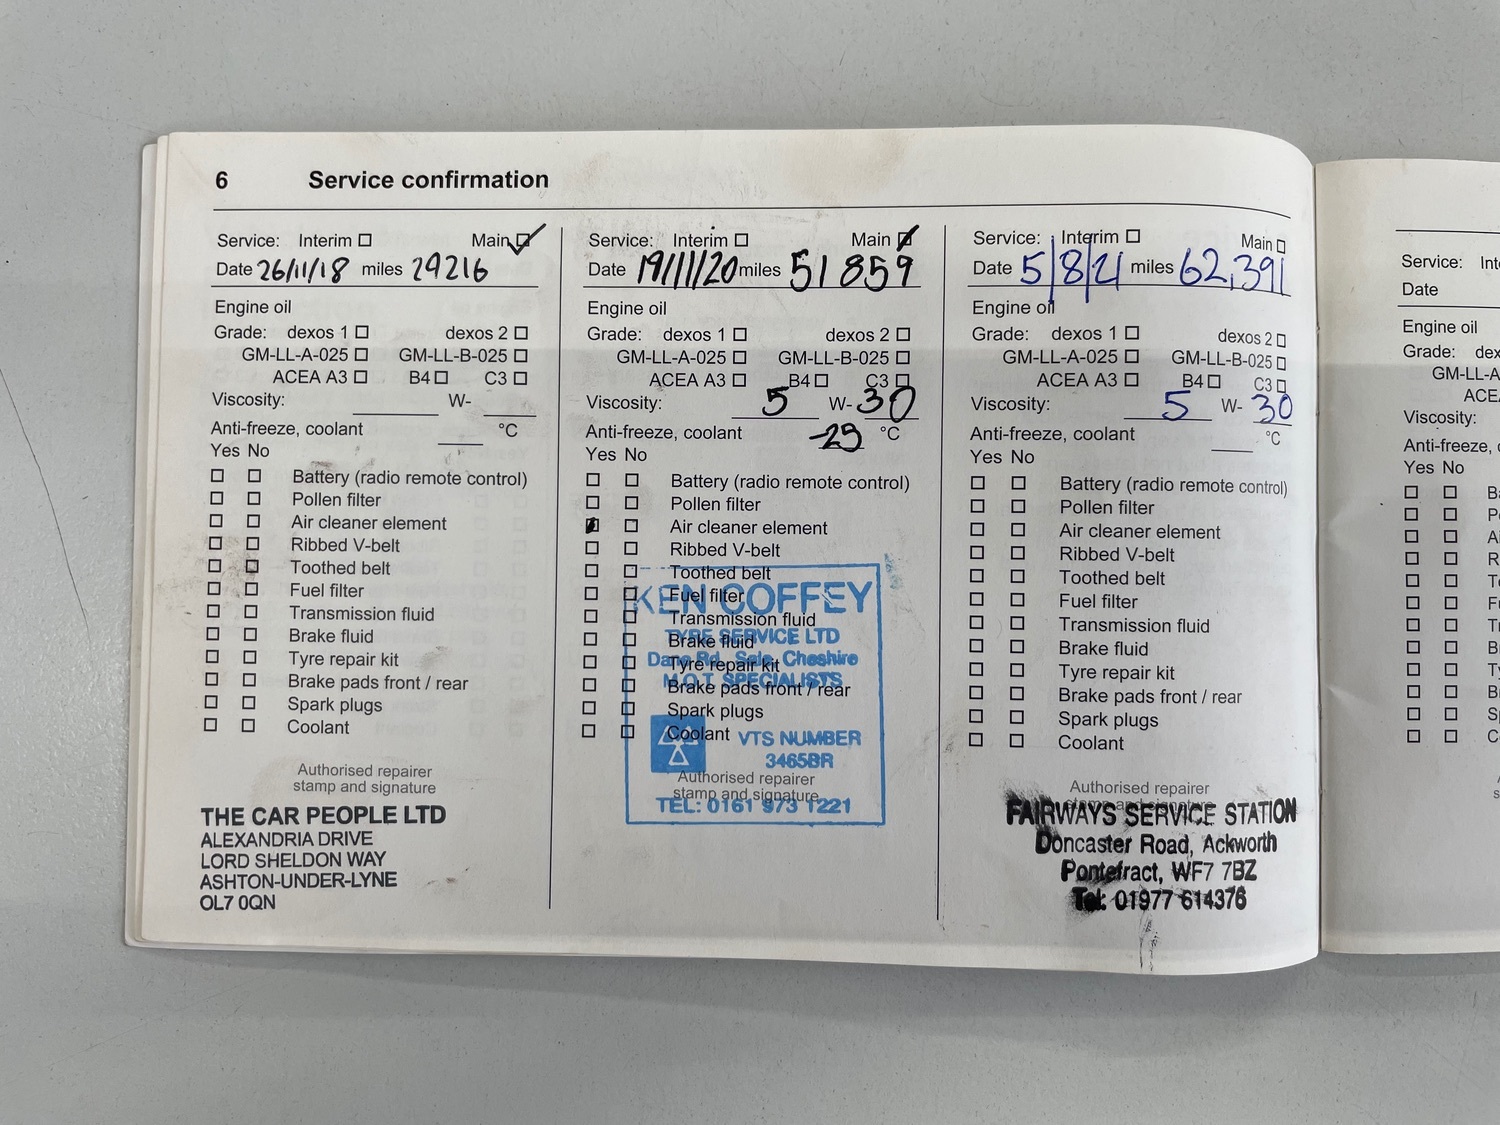 6 Service confirmation
Service: Interim Main
Date 26/11/18 miles 29216
Engine oil
Grade: dexos 1 dexos 2
GM-LL-A-025 GM-LL-B-025
ACEA A3 B4 C3
Viscosity: W-
Anti-freeze, coolant °C
Yes No
Battery (radio remote control)
Pollen filter
Air cleaner element
Ribbed V-belt
Toothed belt
Fuel filter
Transmission fluid
Brake fluid
Tyre repair kit
Brake pads front / rear
Spark plugs
Coolant
Authorised repairer
stamp and signature
THE CAR PEOPLE LTD
ALEXANDRIA DRIVE
LORD SHELDON WAY
ASHTON-UNDER-LYNE
OL7 0QN
Service: Interim Main
Date 19/11/20 miles 51859
Engine oil
Grade: dexos 1 dexos 2
GM-LL-A-025 GM-LL-B-025
ACEA A3 B4 C3
Viscosity: 5 W- 30
Anti-freeze, coolant -25 °C
Yes No
Battery (radio remote control)
Pollen filter
Air cleaner element
Ribbed V-belt
Toothed belt
Fuel filter
Transmission fluid
Brake fluid
Tyre repair kit
Brake pads front / rear
Spark plugs
Coolant
Authorised repairer
stamp and signature
KEN COFFEY
TYRE SERVICE LTD
Dane Rd, Sale, Cheshire
M.O.T SPECIALISTS
VTS NUMBER
3465BR
TEL: 0161 973 1221
Service: Interim Main
Date 5/8/21 miles 62,391
Engine oil
Grade: dexos 1 dexos 2
GM-LL-A-025 GM-LL-B-025
ACEA A3 B4 C3
Viscosity: 5 W- 30
Anti-freeze, coolant °C
Yes No
Battery (radio remote control)
Pollen filter
Air cleaner element
Ribbed V-belt
Toothed belt
Fuel filter
Transmission fluid
Brake fluid
Tyre repair kit
Brake pads front / rear
Spark plugs
Coolant
Authorised repairer
stamp and signature
FAIRWAYS SERVICE STATION
Doncaster Road, Ackworth
Pontefract, WF7 7BZ
Tel: 01977 614376
Service:
Date
Engine oil
Grade:
Viscosity:
Yes No